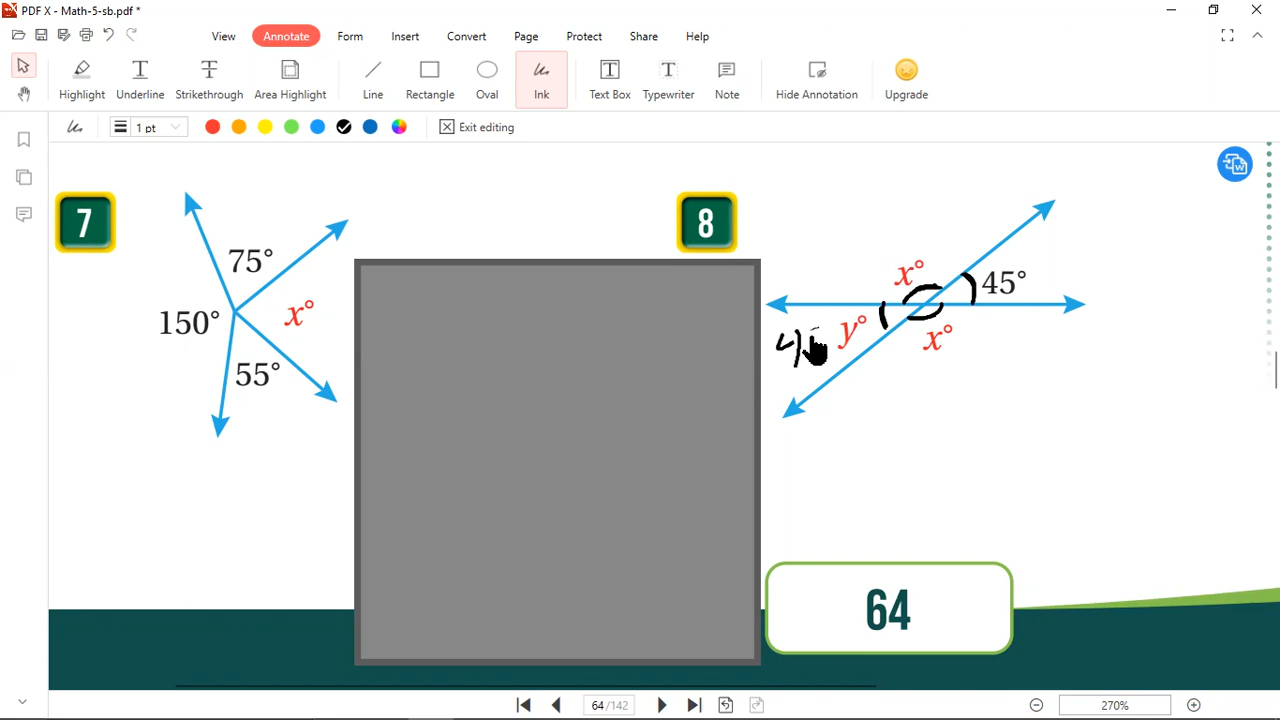 PDF X - Math-5-sb.pdf *
View Annotate Form Insert Convert Page Protect Share Help
Highlight Underline Strikethrough Area Highlight Line Rectangle Oval Ink Text Box Typewriter Note Hide Annotation Upgrade
1 pt Exit editing
7
75°
150°
x°
55°
8
x°
45°
y°
x°
64
64 /142
270%